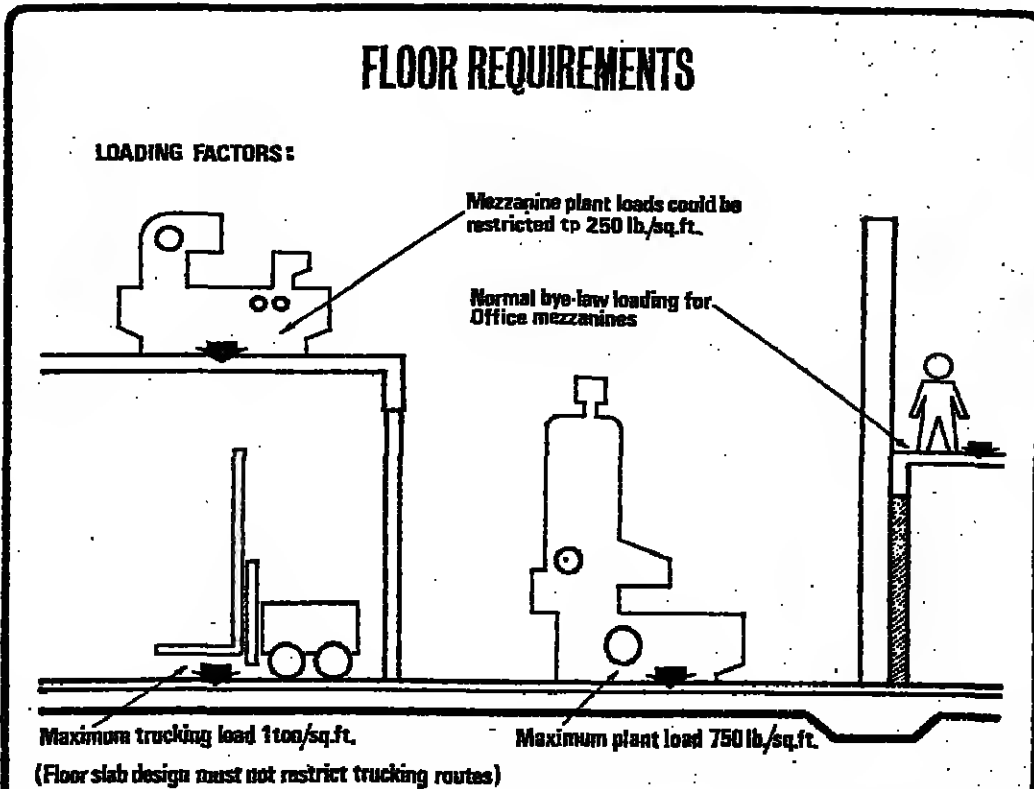 FLOOR REQUIREMENTS
LOADING FACTORS:
Mezzanine plant loads could be
restricted tp 250 lb./sq.ft.
Normal bye-law loading for
Office mezzanines
Maximum trucking load 1ton/sq.ft.
Maximum plant load 750 lb/sq.ft.
(Floor slab design must not restrict trucking routes)